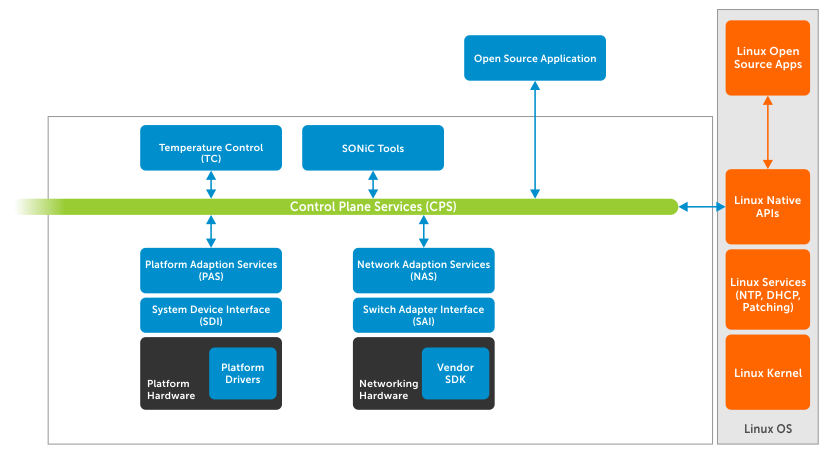 Open Source Application
Linux Open
Source Apps
Temperature Control
(TC)
SONiC Tools
Control Plane Services (CPS)
Linux Native
APIs
Platform Adaption Services
(PAS)
Network Adaption Services
(NAS)
Linux Services
(NTP, DHCP,
Patching)
System Device Interface
(SDI)
Switch Adapter Interface
(SAI)
Platform
Hardware
Platform
Drivers
Networking
Hardware
Vendor
SDK
Linux Kernel
Linux OS